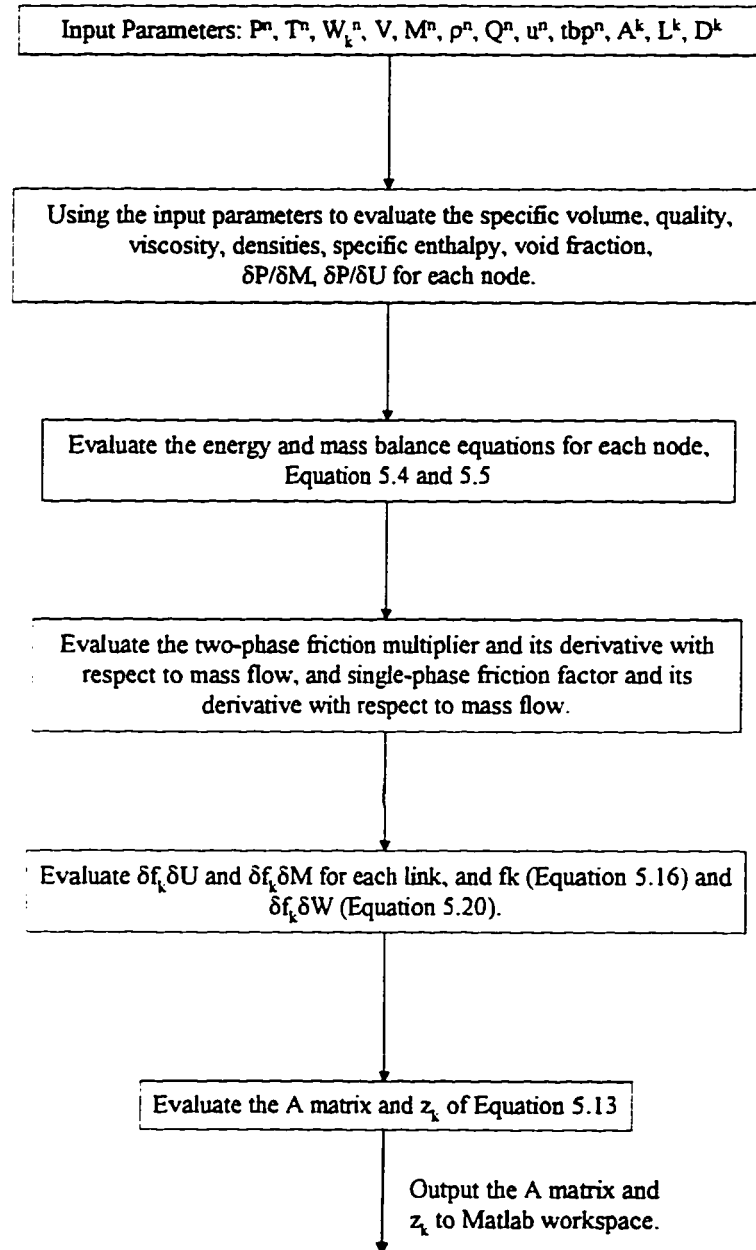 Input Parameters: Pⁿ, Tⁿ, Wₖⁿ, V, Mⁿ, ρⁿ, Qⁿ, uⁿ, tbpⁿ, Aᵏ, Lᵏ, Dᵏ
Using the input parameters to evaluate the specific volume, quality,
viscosity, densities, specific enthalpy, void fraction,
δP/δM, δP/δU for each node.
Evaluate the energy and mass balance equations for each node,
Equation 5.4 and 5.5
Evaluate the two-phase friction multiplier and its derivative with
respect to mass flow, and single-phase friction factor and its
derivative with respect to mass flow.
Evaluate δfₖδU and δfₖδM for each link, and fk (Equation 5.16) and
δfₖδW (Equation 5.20).
Evaluate the A matrix and zₖ of Equation 5.13
Output the A matrix and
zₖ to Matlab workspace.